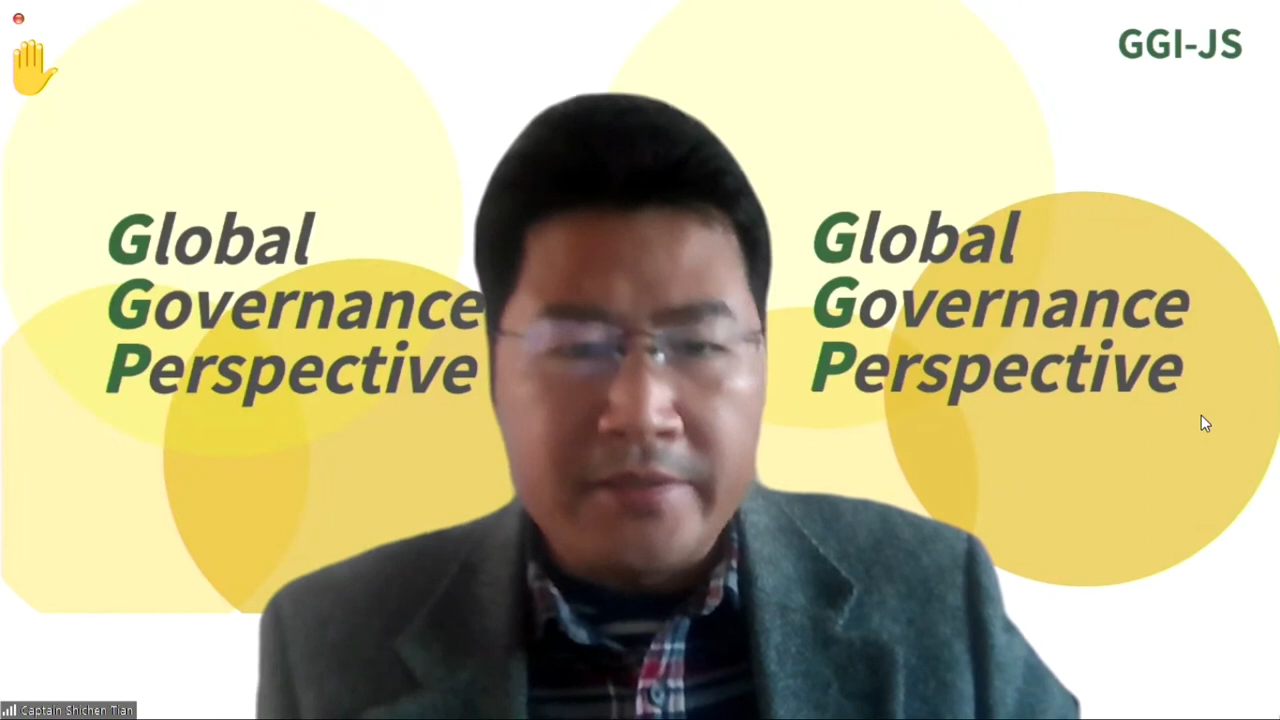 GGI-JS
Global
Governance
Perspective
Global
Governance
Perspective
Captain Shichen Tian